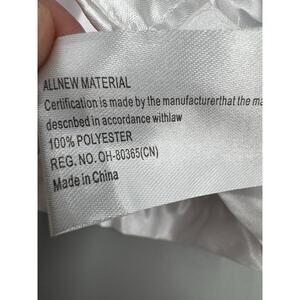 ALLNEW MATERIAL
Certification is made by the manufacturerthat the ma
described in accordance withlaw
100% POLYESTER
REG. NO. OH-80365(CN)
Made in China